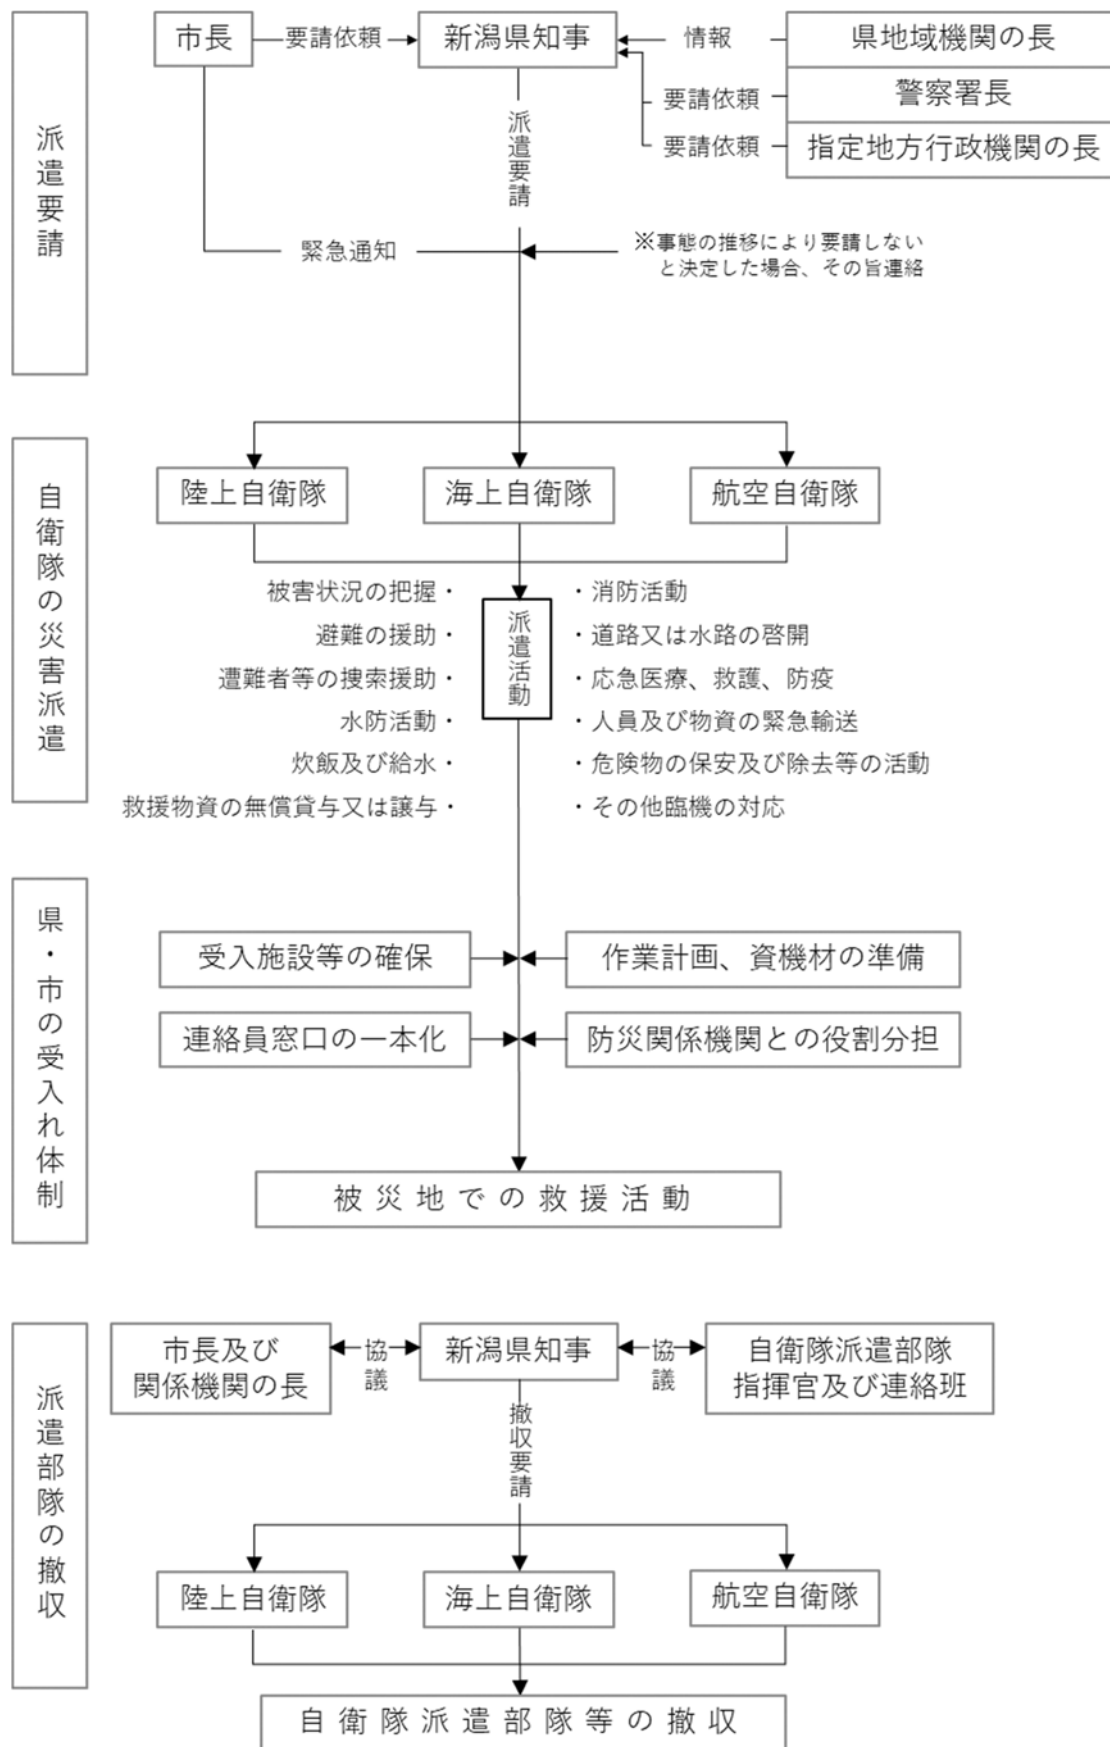 派遣要請
市長
要請依頼
新潟県知事
情報
県地域機関の長
要請依頼
警察署長
要請依頼
指定地方行政機関の長
派遣要請
緊急通知
※事態の推移により要請しない
と決定した場合、その旨連絡
自衛隊の災害派遣
陸上自衛隊
海上自衛隊
航空自衛隊
派遣活動
被害状況の把握・
避難の援助・
遭難者等の捜索援助・
水防活動・
炊飯及び給水・
救援物資の無償貸与又は譲与・
・消防活動
・道路又は水路の啓開
・応急医療、救護、防疫
・人員及び物資の緊急輸送
・危険物の保安及び除去等の活動
・その他臨機の対応
県・市の受入れ体制
受入施設等の確保
作業計画、資機材の準備
連絡員窓口の一本化
防災関係機関との役割分担
被災地での救援活動
派遣部隊の撤収
市長及び
関係機関の長
協議
新潟県知事
協議
自衛隊派遣部隊
指揮官及び連絡班
撤収要請
陸上自衛隊
海上自衛隊
航空自衛隊
自衛隊派遣部隊等の撤収